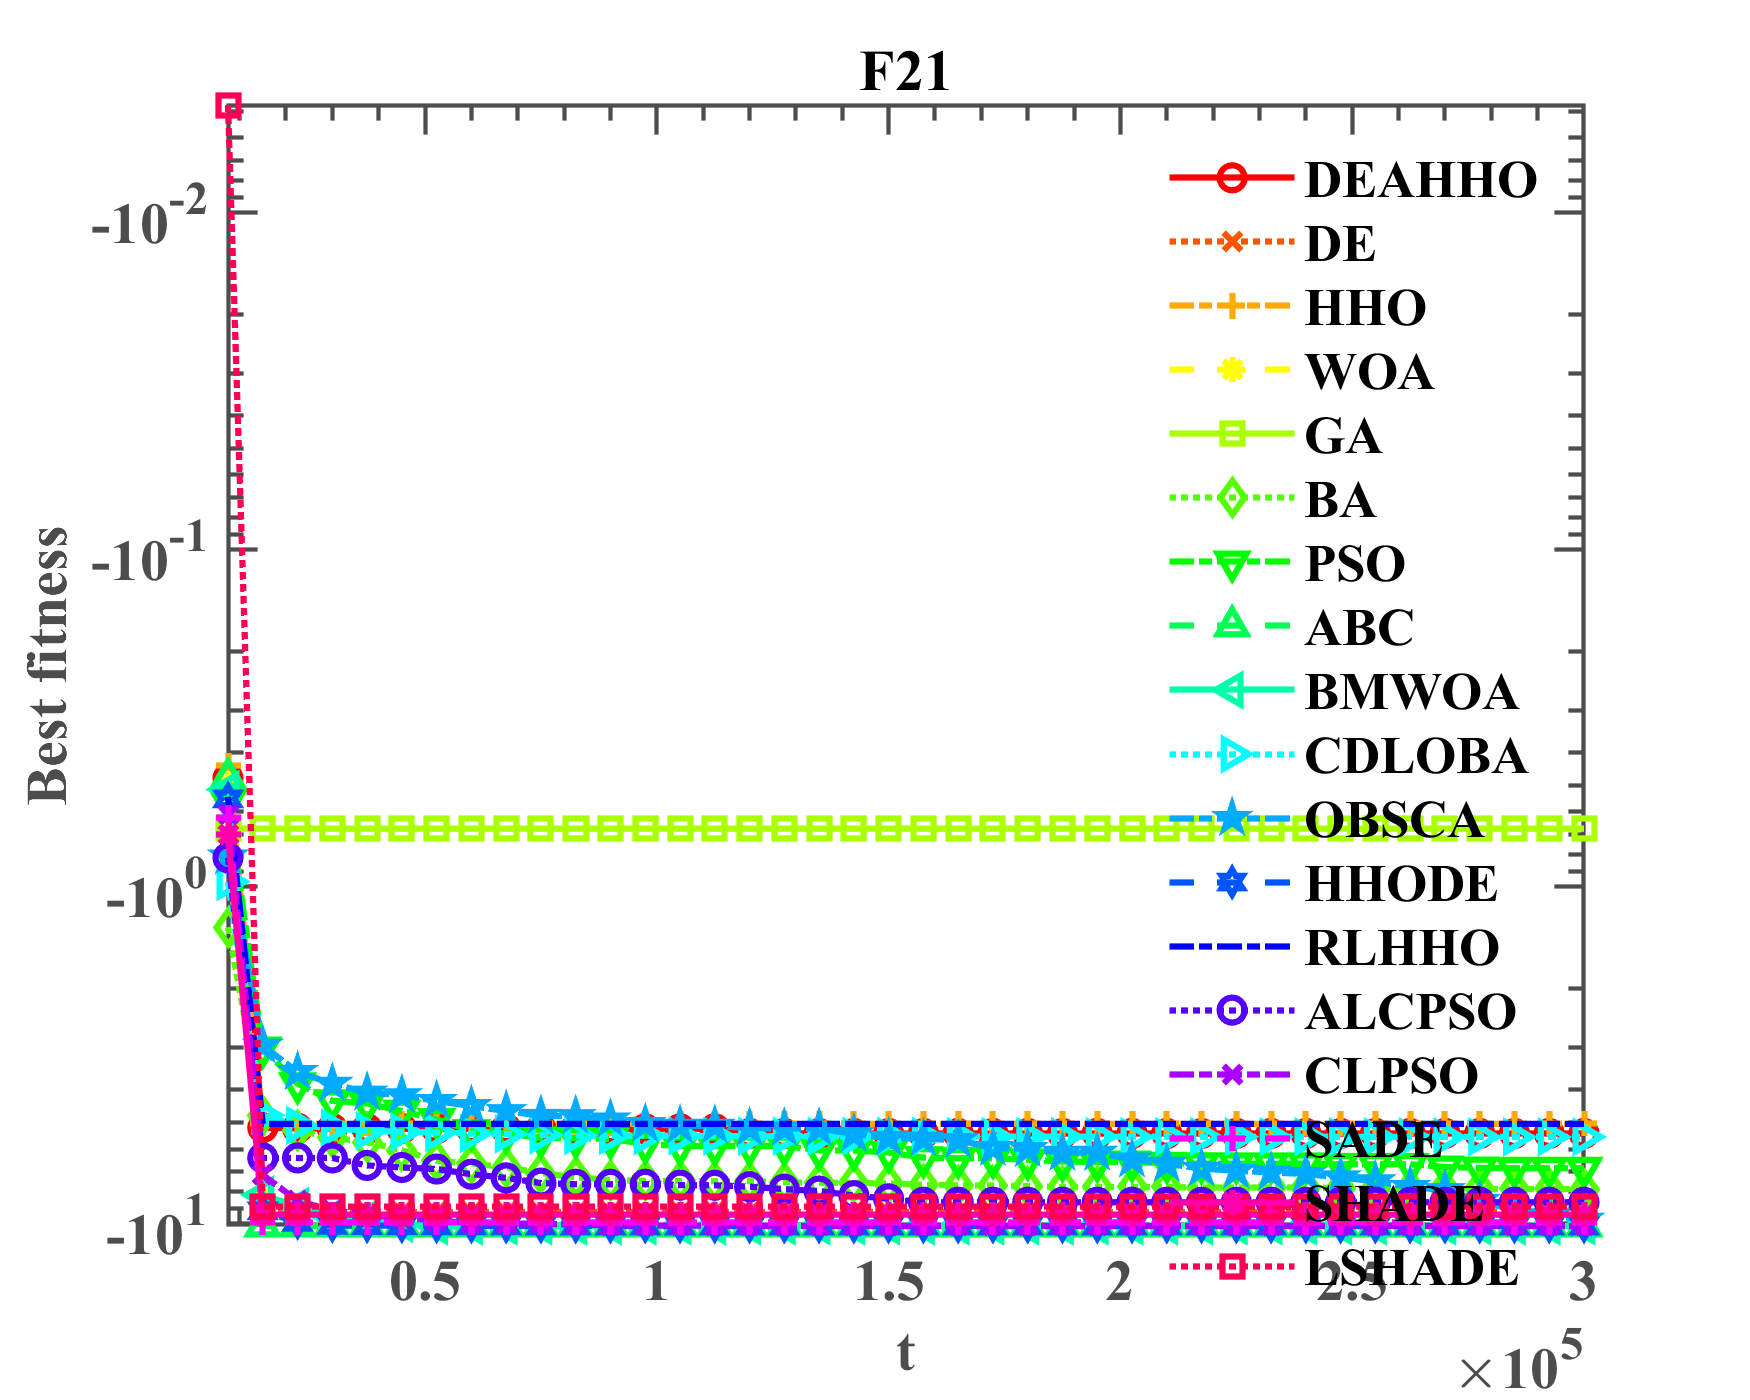 F21
-10^-2
-10^-1
-10^0
-10^1
Best fitness
DEAHHO
DE
HHO
WOA
GA
BA
PSO
ABC
BMWOA
CDLOBA
OBSCA
HHODE
RLHHO
ALCPSO
CLPSO
SADE
SHADE
LSHADE
0.5 1 1.5 2 2.5 3
t
×10^5